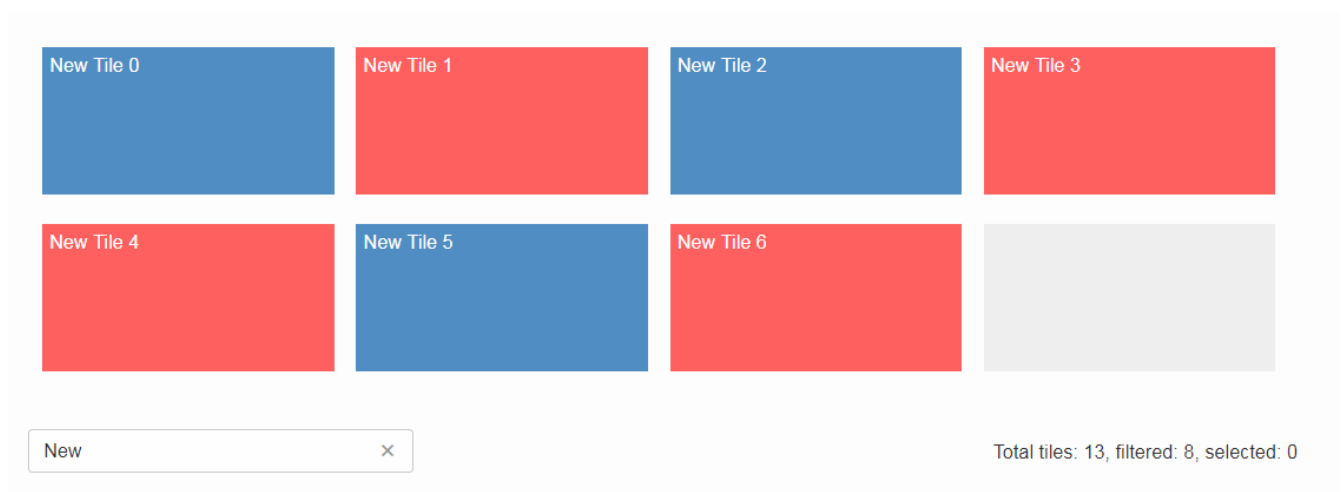 New Tile 0
New Tile 1
New Tile 2
New Tile 3
New Tile 4
New Tile 5
New Tile 6
New
Total tiles: 13, filtered: 8, selected: 0